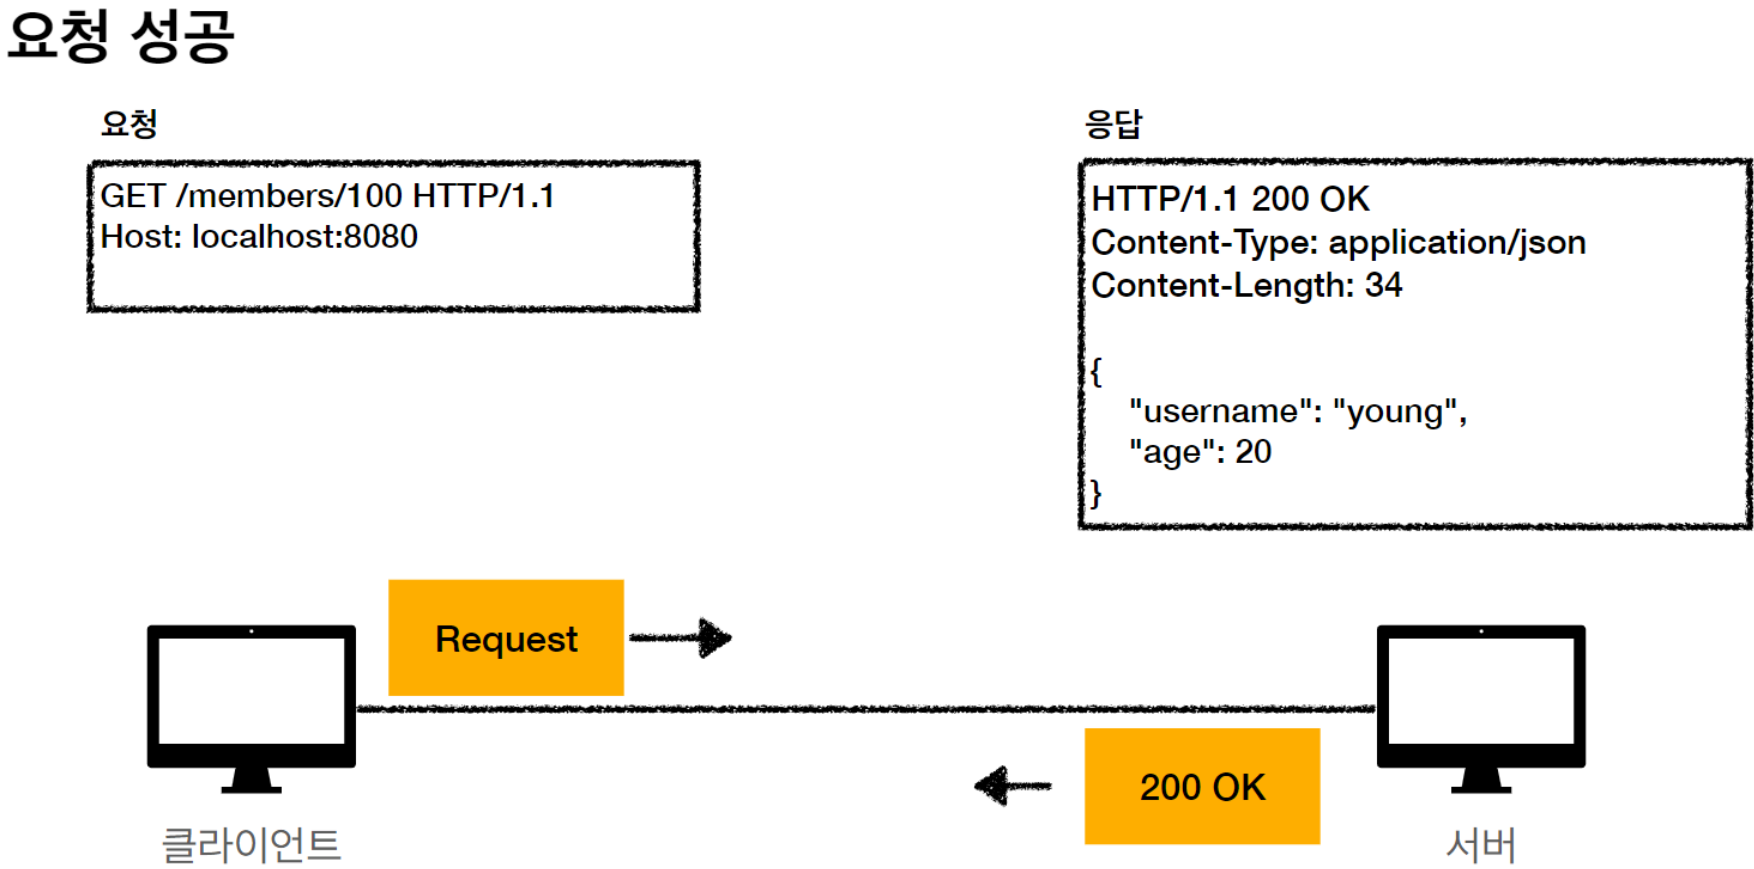 요청 성공
요청
GET /members/100 HTTP/1.1
Host: localhost:8080
응답
HTTP/1.1 200 OK
Content-Type: application/json
Content-Length: 34
{
"username": "young",
"age": 20
}
Request
200 OK
클라이언트
서버